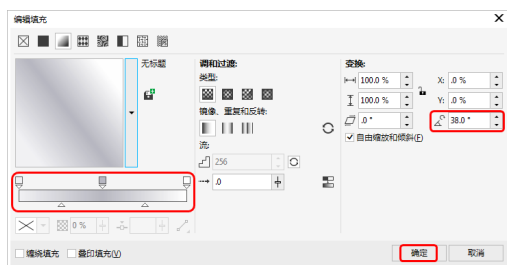 编辑填充
无标题
调和过渡:
类型:
镜像、重复和反转:
流:
256
.0
变换:
100.0 % X: .0 %
100.0 % Y: .0 %
.0 ° 38.0 °
自由缩放和倾斜(F)
0 %
缠绕填充 叠印填充(V)
确定 取消